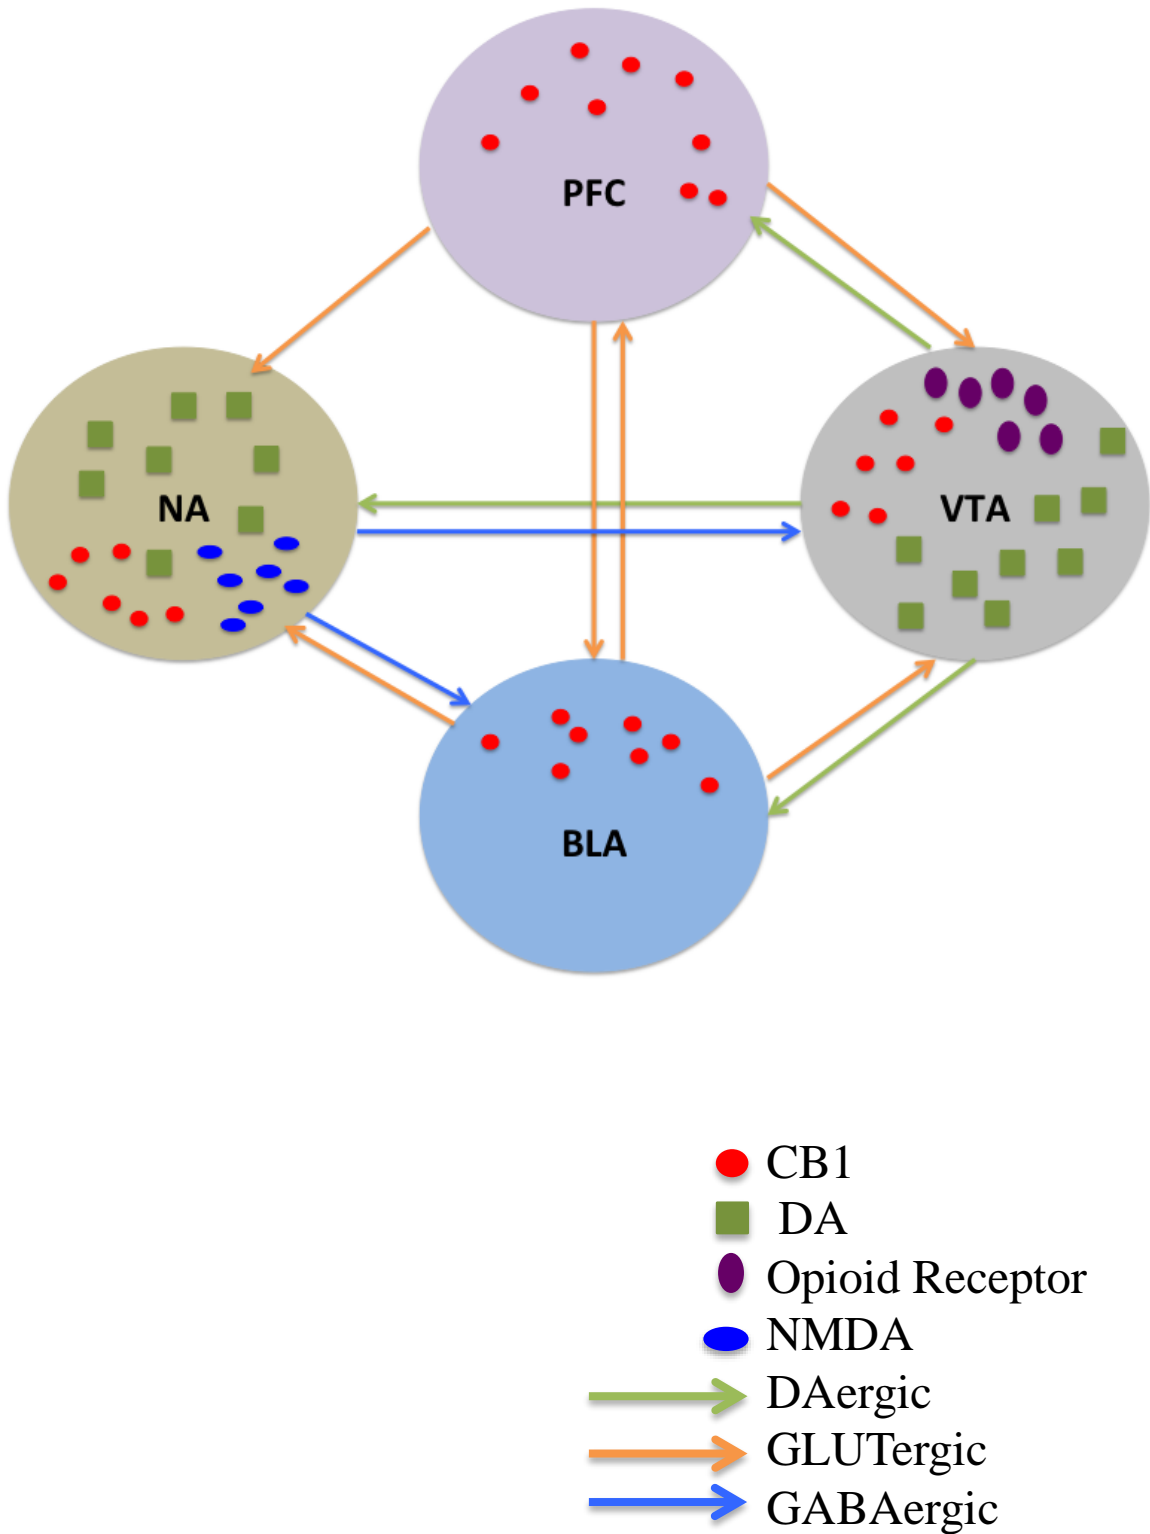 PFC
NA
VTA
BLA
CB1
DA
Opioid Receptor
NMDA
DAergic
GLUTergic
GABAergic